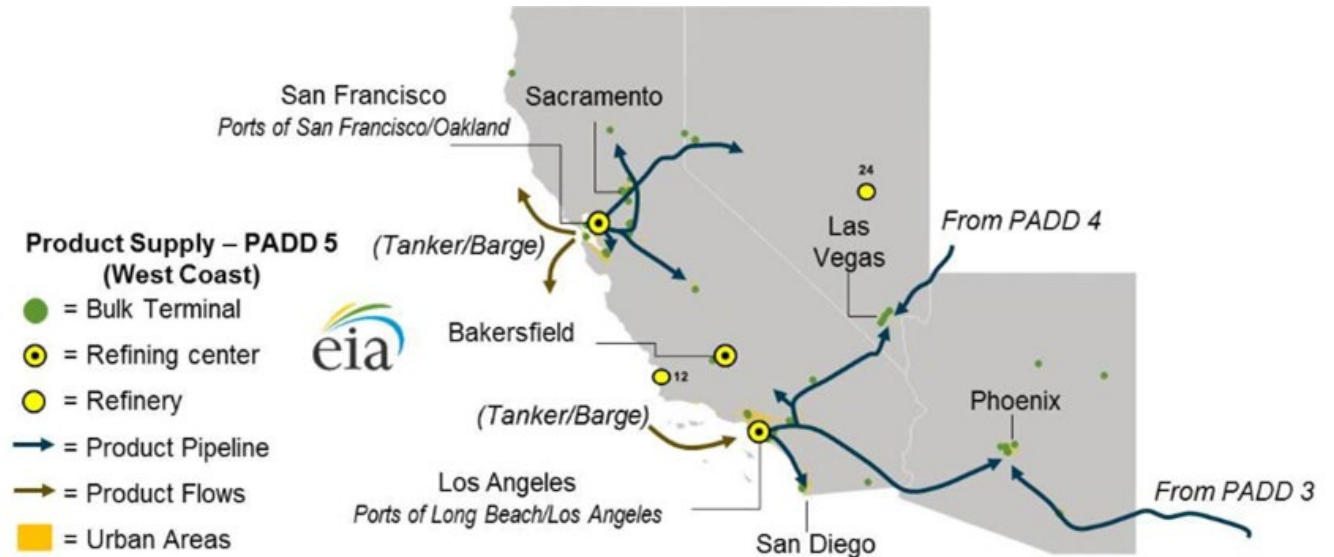 San Francisco
Ports of San Francisco/Oakland
Sacramento
24
Las
Vegas
From PADD 4
(Tanker/Barge)
Product Supply – PADD 5
(West Coast)
= Bulk Terminal
= Refining center
= Refinery
= Product Pipeline
= Product Flows
= Urban Areas
eia
Bakersfield
12
(Tanker/Barge)
Phoenix
Los Angeles
Ports of Long Beach/Los Angeles
San Diego
From PADD 3